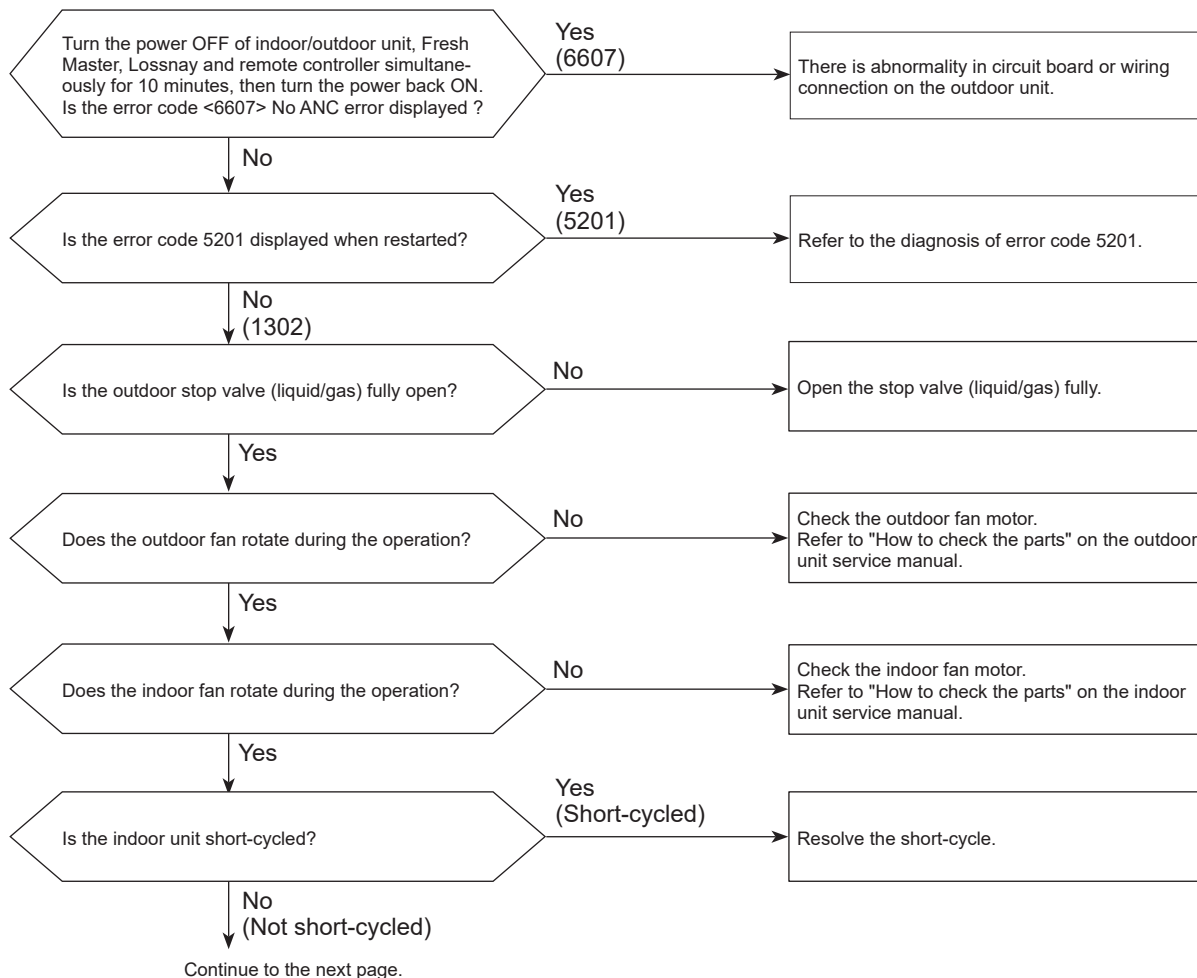 Turn the power OFF of indoor/outdoor unit, Fresh
Master, Lossnay and remote controller simultane-
ously for 10 minutes, then turn the power back ON.
Is the error code <6607> No ANC error displayed ?
Yes
(6607)
There is abnormality in circuit board or wiring
connection on the outdoor unit.
No
Is the error code 5201 displayed when restarted?
Yes
(5201)
Refer to the diagnosis of error code 5201.
No
(1302)
Is the outdoor stop valve (liquid/gas) fully open?
No
Open the stop valve (liquid/gas) fully.
Yes
Does the outdoor fan rotate during the operation?
No
Check the outdoor fan motor.
Refer to "How to check the parts" on the outdoor
unit service manual.
Yes
Does the indoor fan rotate during the operation?
No
Check the indoor fan motor.
Refer to "How to check the parts" on the indoor
unit service manual.
Yes
Is the indoor unit short-cycled?
Yes
(Short-cycled)
Resolve the short-cycle.
No
(Not short-cycled)
Continue to the next page.